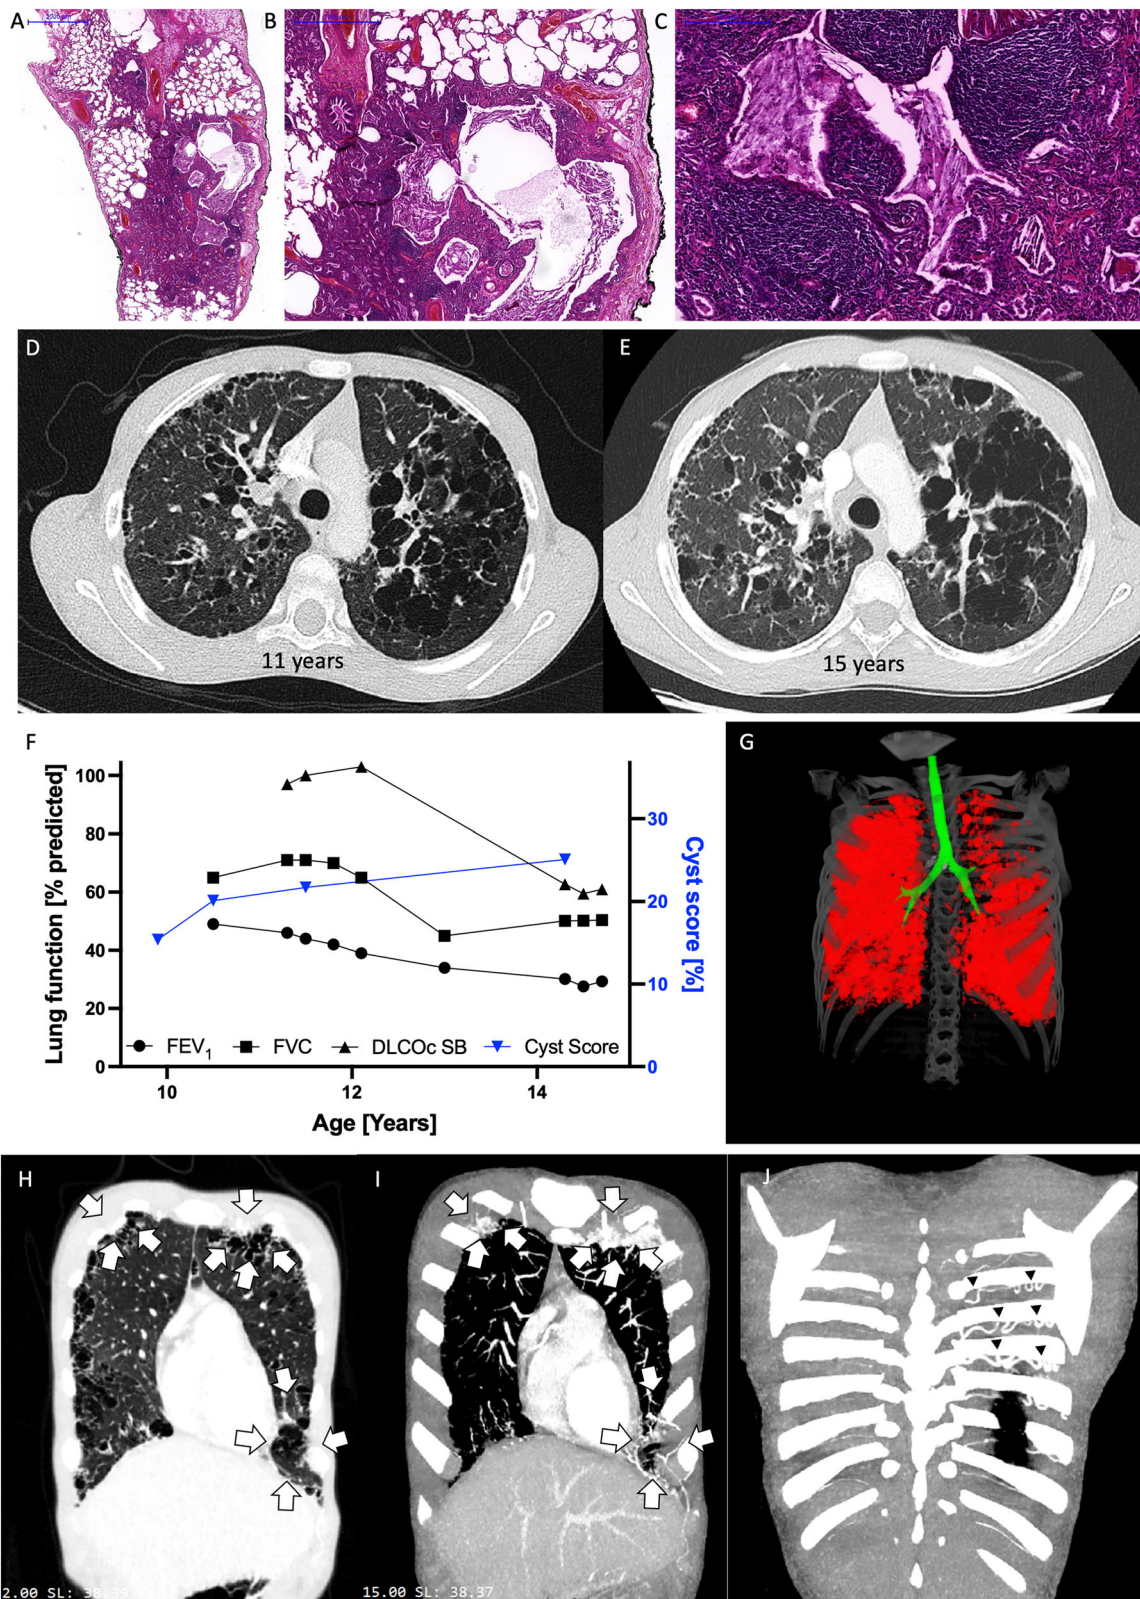 A
B
C
D
E
11 years
15 years
F
G
Lung function [% predicted]
100
80
60
40
20
0
30
20
10
0
Cyst score [%]
FEV1
FVC
DLCOc SB
Cyst Score
10
12
14
Age [Years]
H
I
J
2.00 SL: 38.39
15.00 SL: 38.37